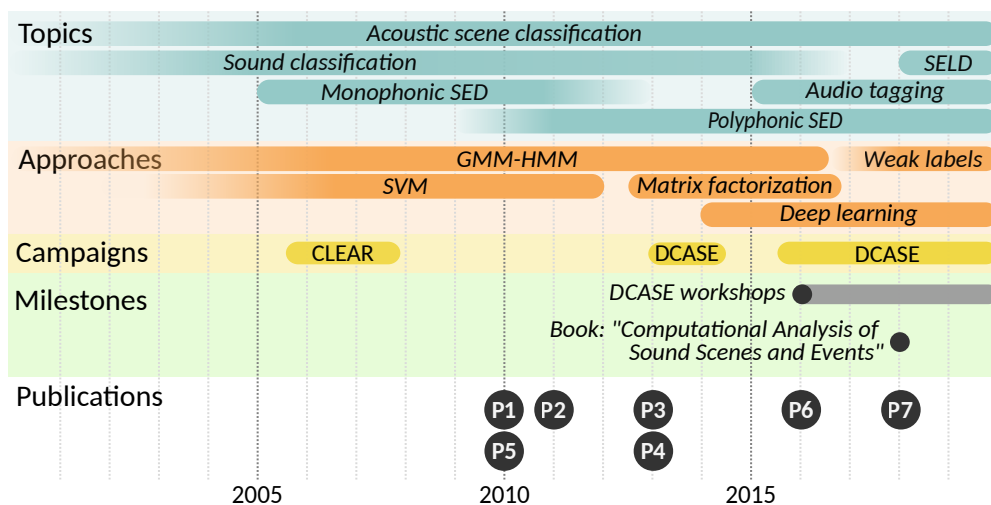 Topics
Acoustic scene classification
Sound classification
SELD
Monophonic SED
Audio tagging
Polyphonic SED
Approaches
GMM-HMM
Weak labels
SVM
Matrix factorization
Deep learning
Campaigns
CLEAR
DCASE
DCASE
Milestones
DCASE workshops
Book: "Computational Analysis of
Sound Scenes and Events"
Publications
P1
P2
P3
P6
P7
P5
P4
2005
2010
2015